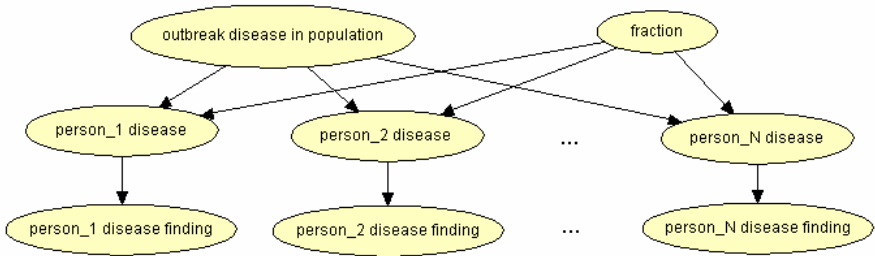 outbreak disease in population
fraction
person_1 disease
person_2 disease
...
person_N disease
person_1 disease finding
person_2 disease finding
...
person_N disease finding